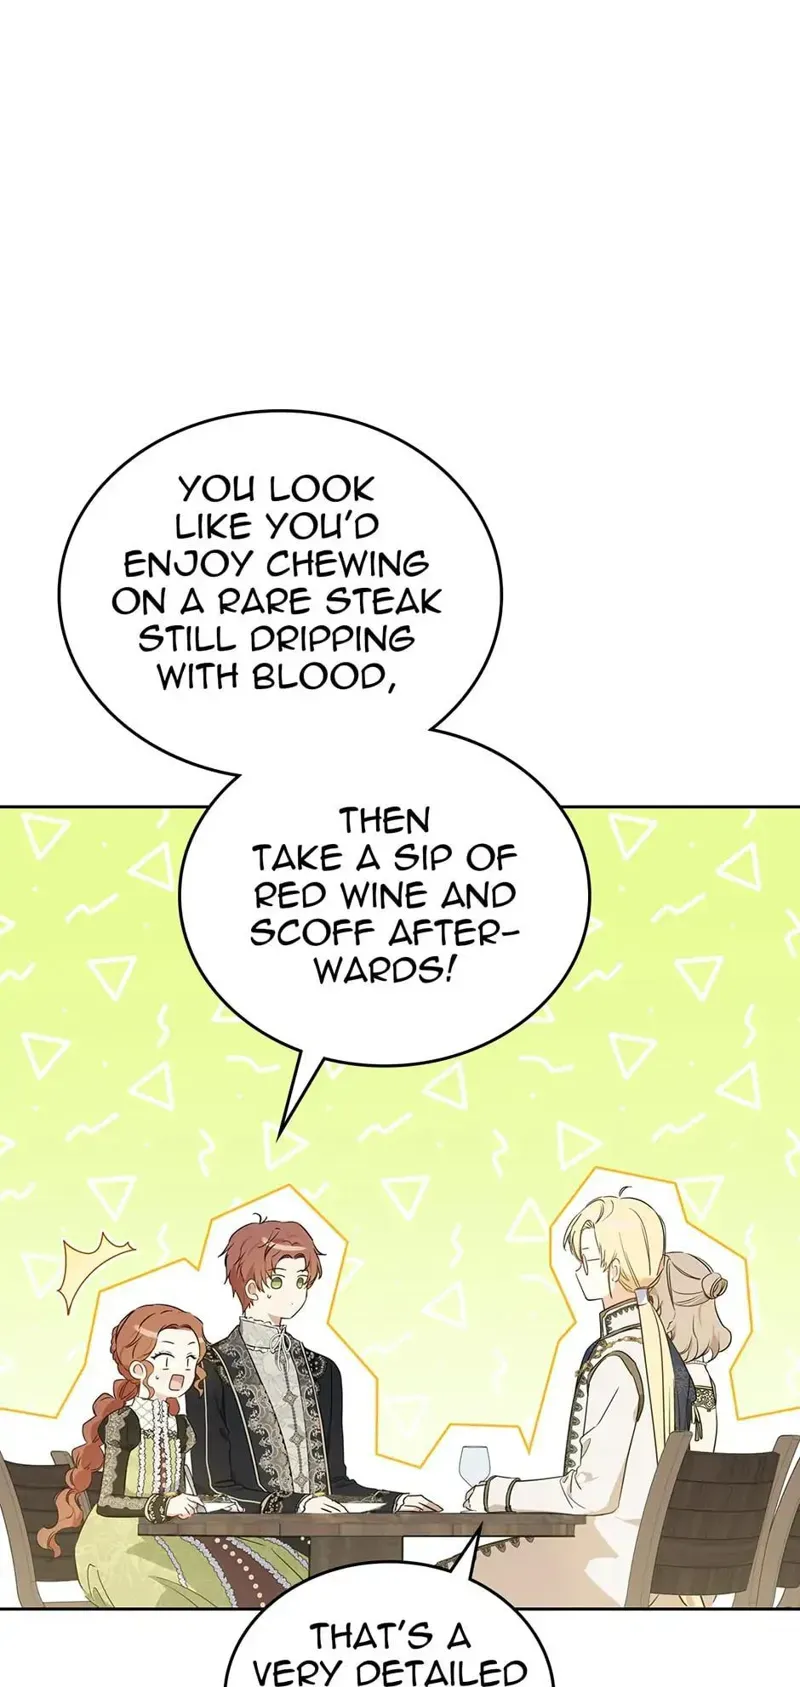 YOU LOOK
LIKE YOU'D
ENJOY CHEWING
ON A RARE STEAK
STILL DRIPPING
WITH BLOOD,
THEN
TAKE A SIP OF
RED WINE AND
SCOFF AFTER-
WARDS!
THAT'S A
VERY DETAILED